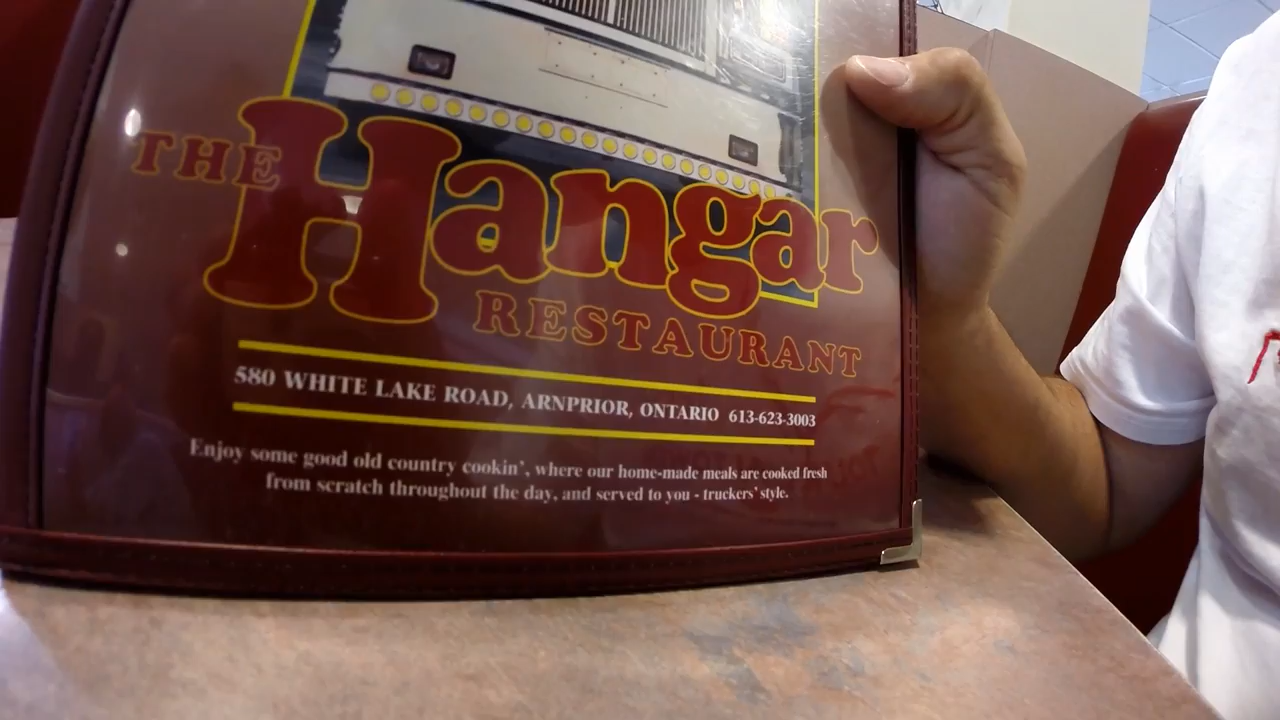 THE Hangar
RESTAURANT
580 WHITE LAKE ROAD, ARNPRIOR, ONTARIO 613-623-3003
Enjoy some good old country cookin', where our home-made meals are cooked fresh
from scratch throughout the day, and served to you - truckers' style.